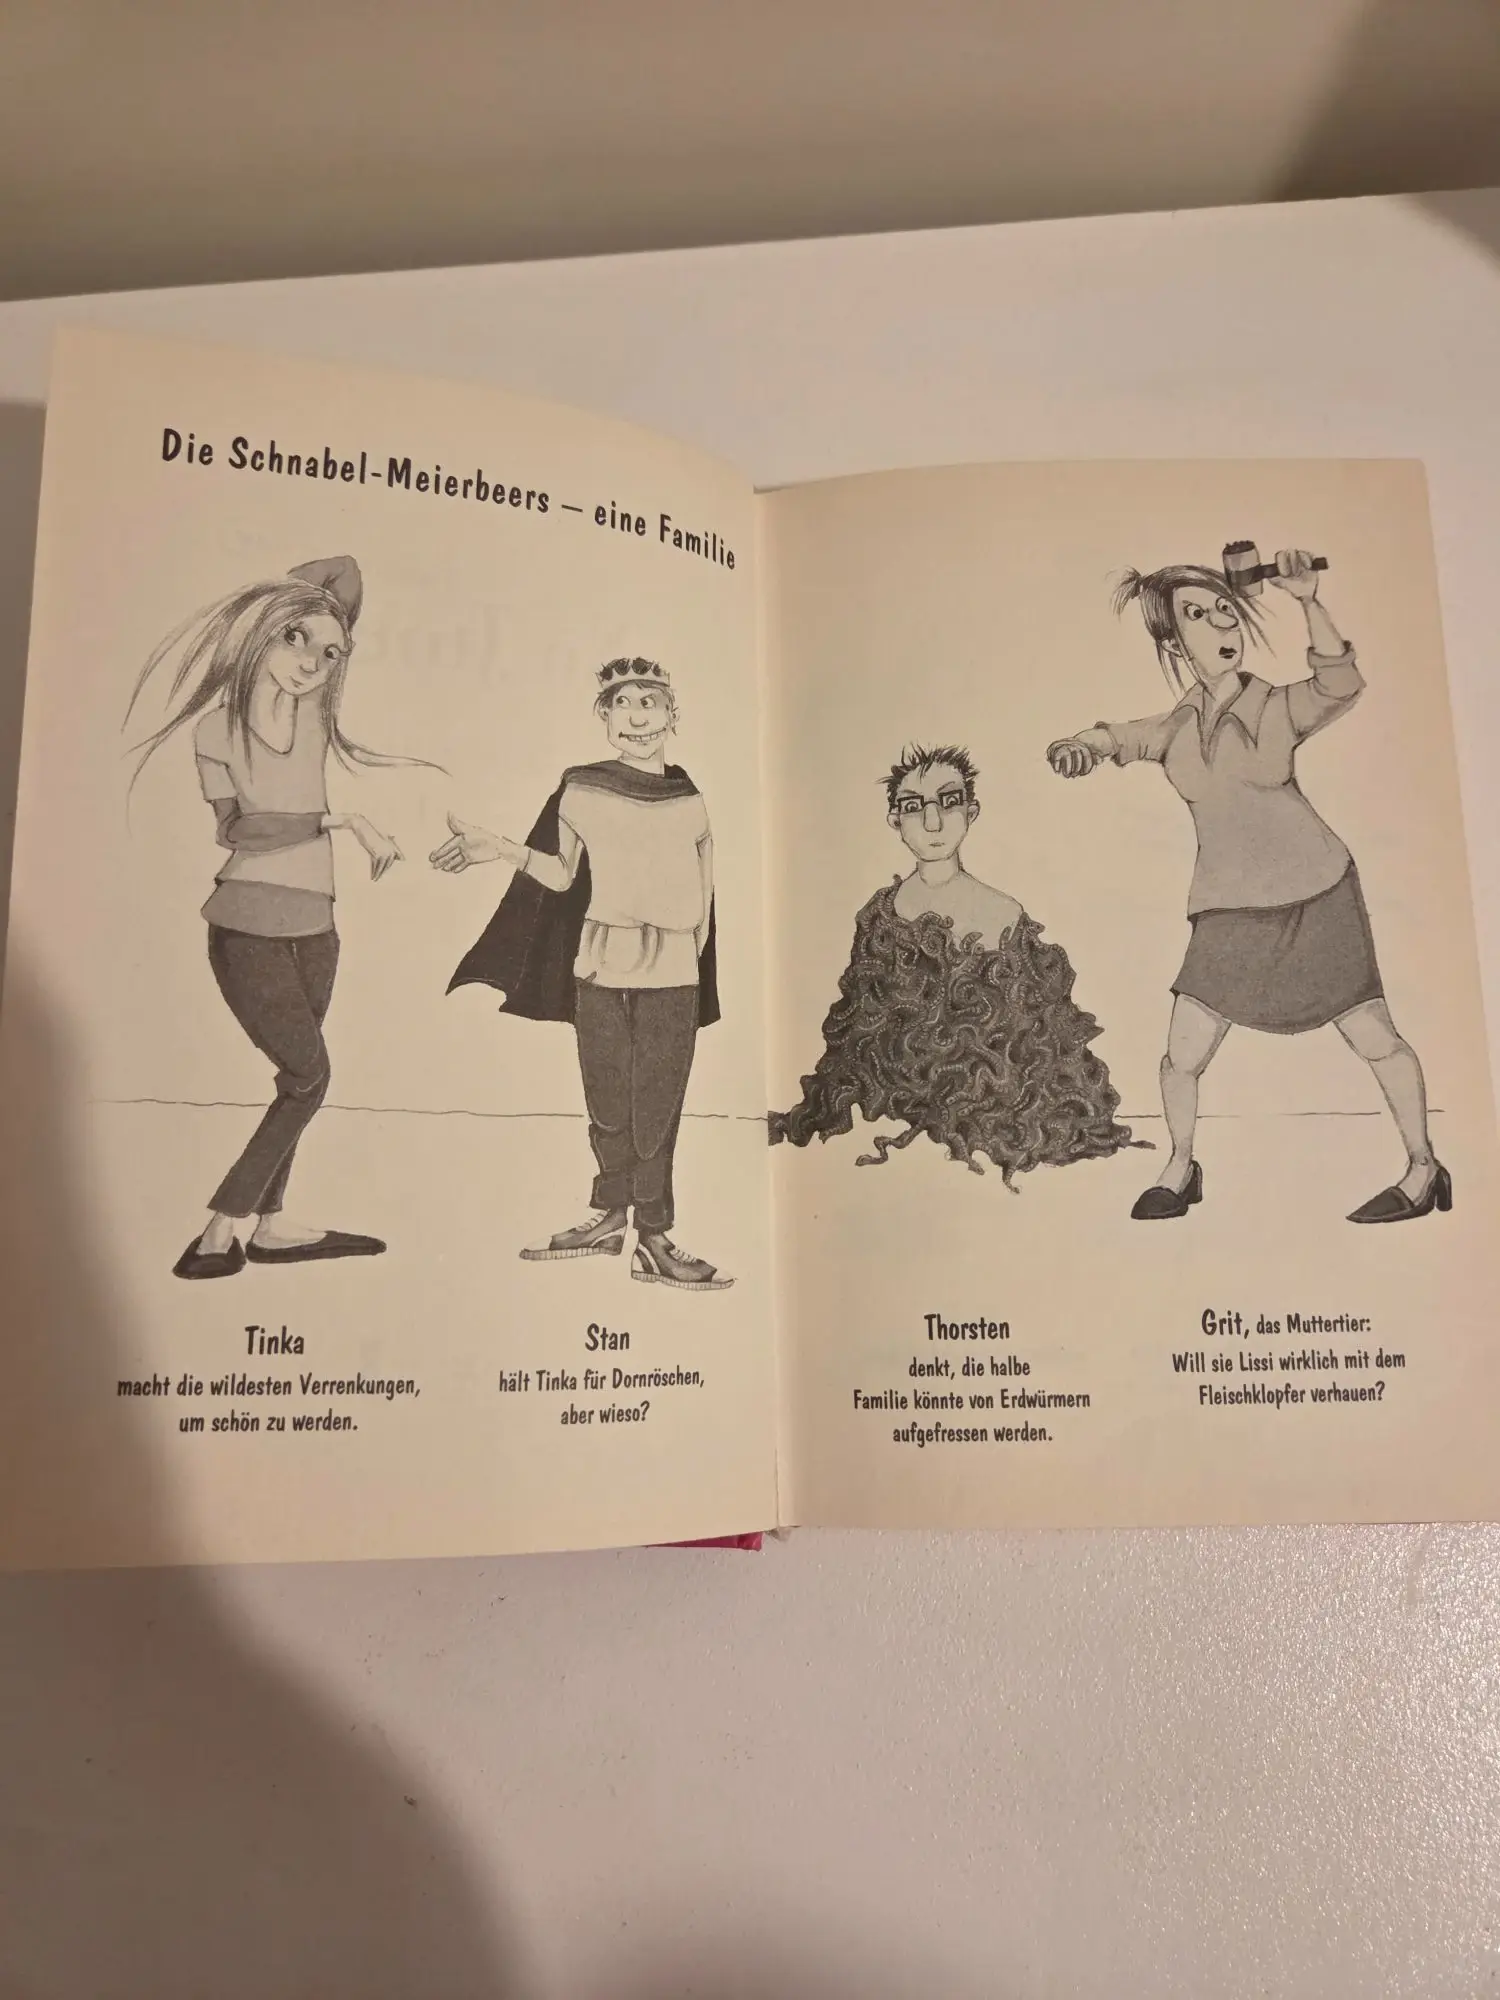 Die Schnabel-Meierbeers – eine Familie
Tinka
macht die wildesten Verrenkungen,
um schön zu werden.
Stan
hält Tinka für Dornröschen,
aber wieso?
Thorsten
denkt, die halbe
Familie könnte von Erdwürmern
aufgefressen werden.
Grit, das Muttertier:
Will sie Lissi wirklich mit dem
Fleischklopfer verhauen?